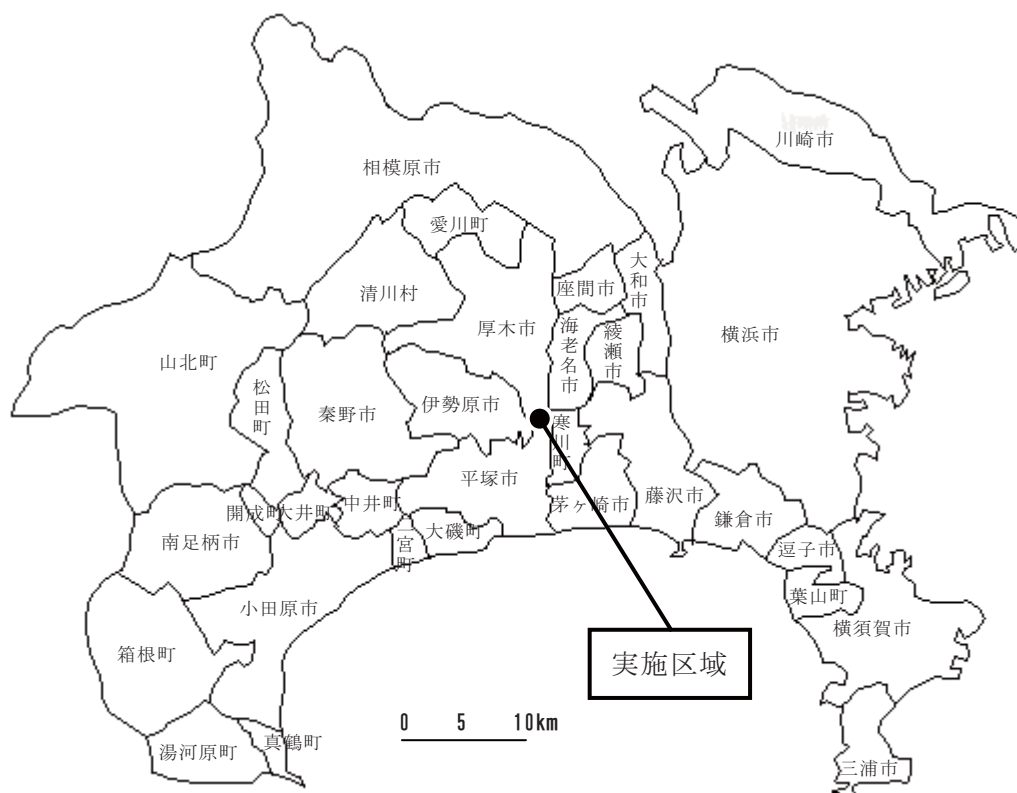 川崎市
相模原市
愛川町
大和市
座間市
清川村
厚木市
海老名市
綾瀬市
横浜市
山北町
松田町
秦野市
伊勢原市
寒川町
平塚市
茅ヶ崎市
藤沢市
鎌倉市
開成町
大井町
中井町
二宮町
大磯町
南足柄市
逗子市
葉山町
小田原市
横須賀市
箱根町
実施区域
0 5 10km
湯河原町
真鶴町
三浦市